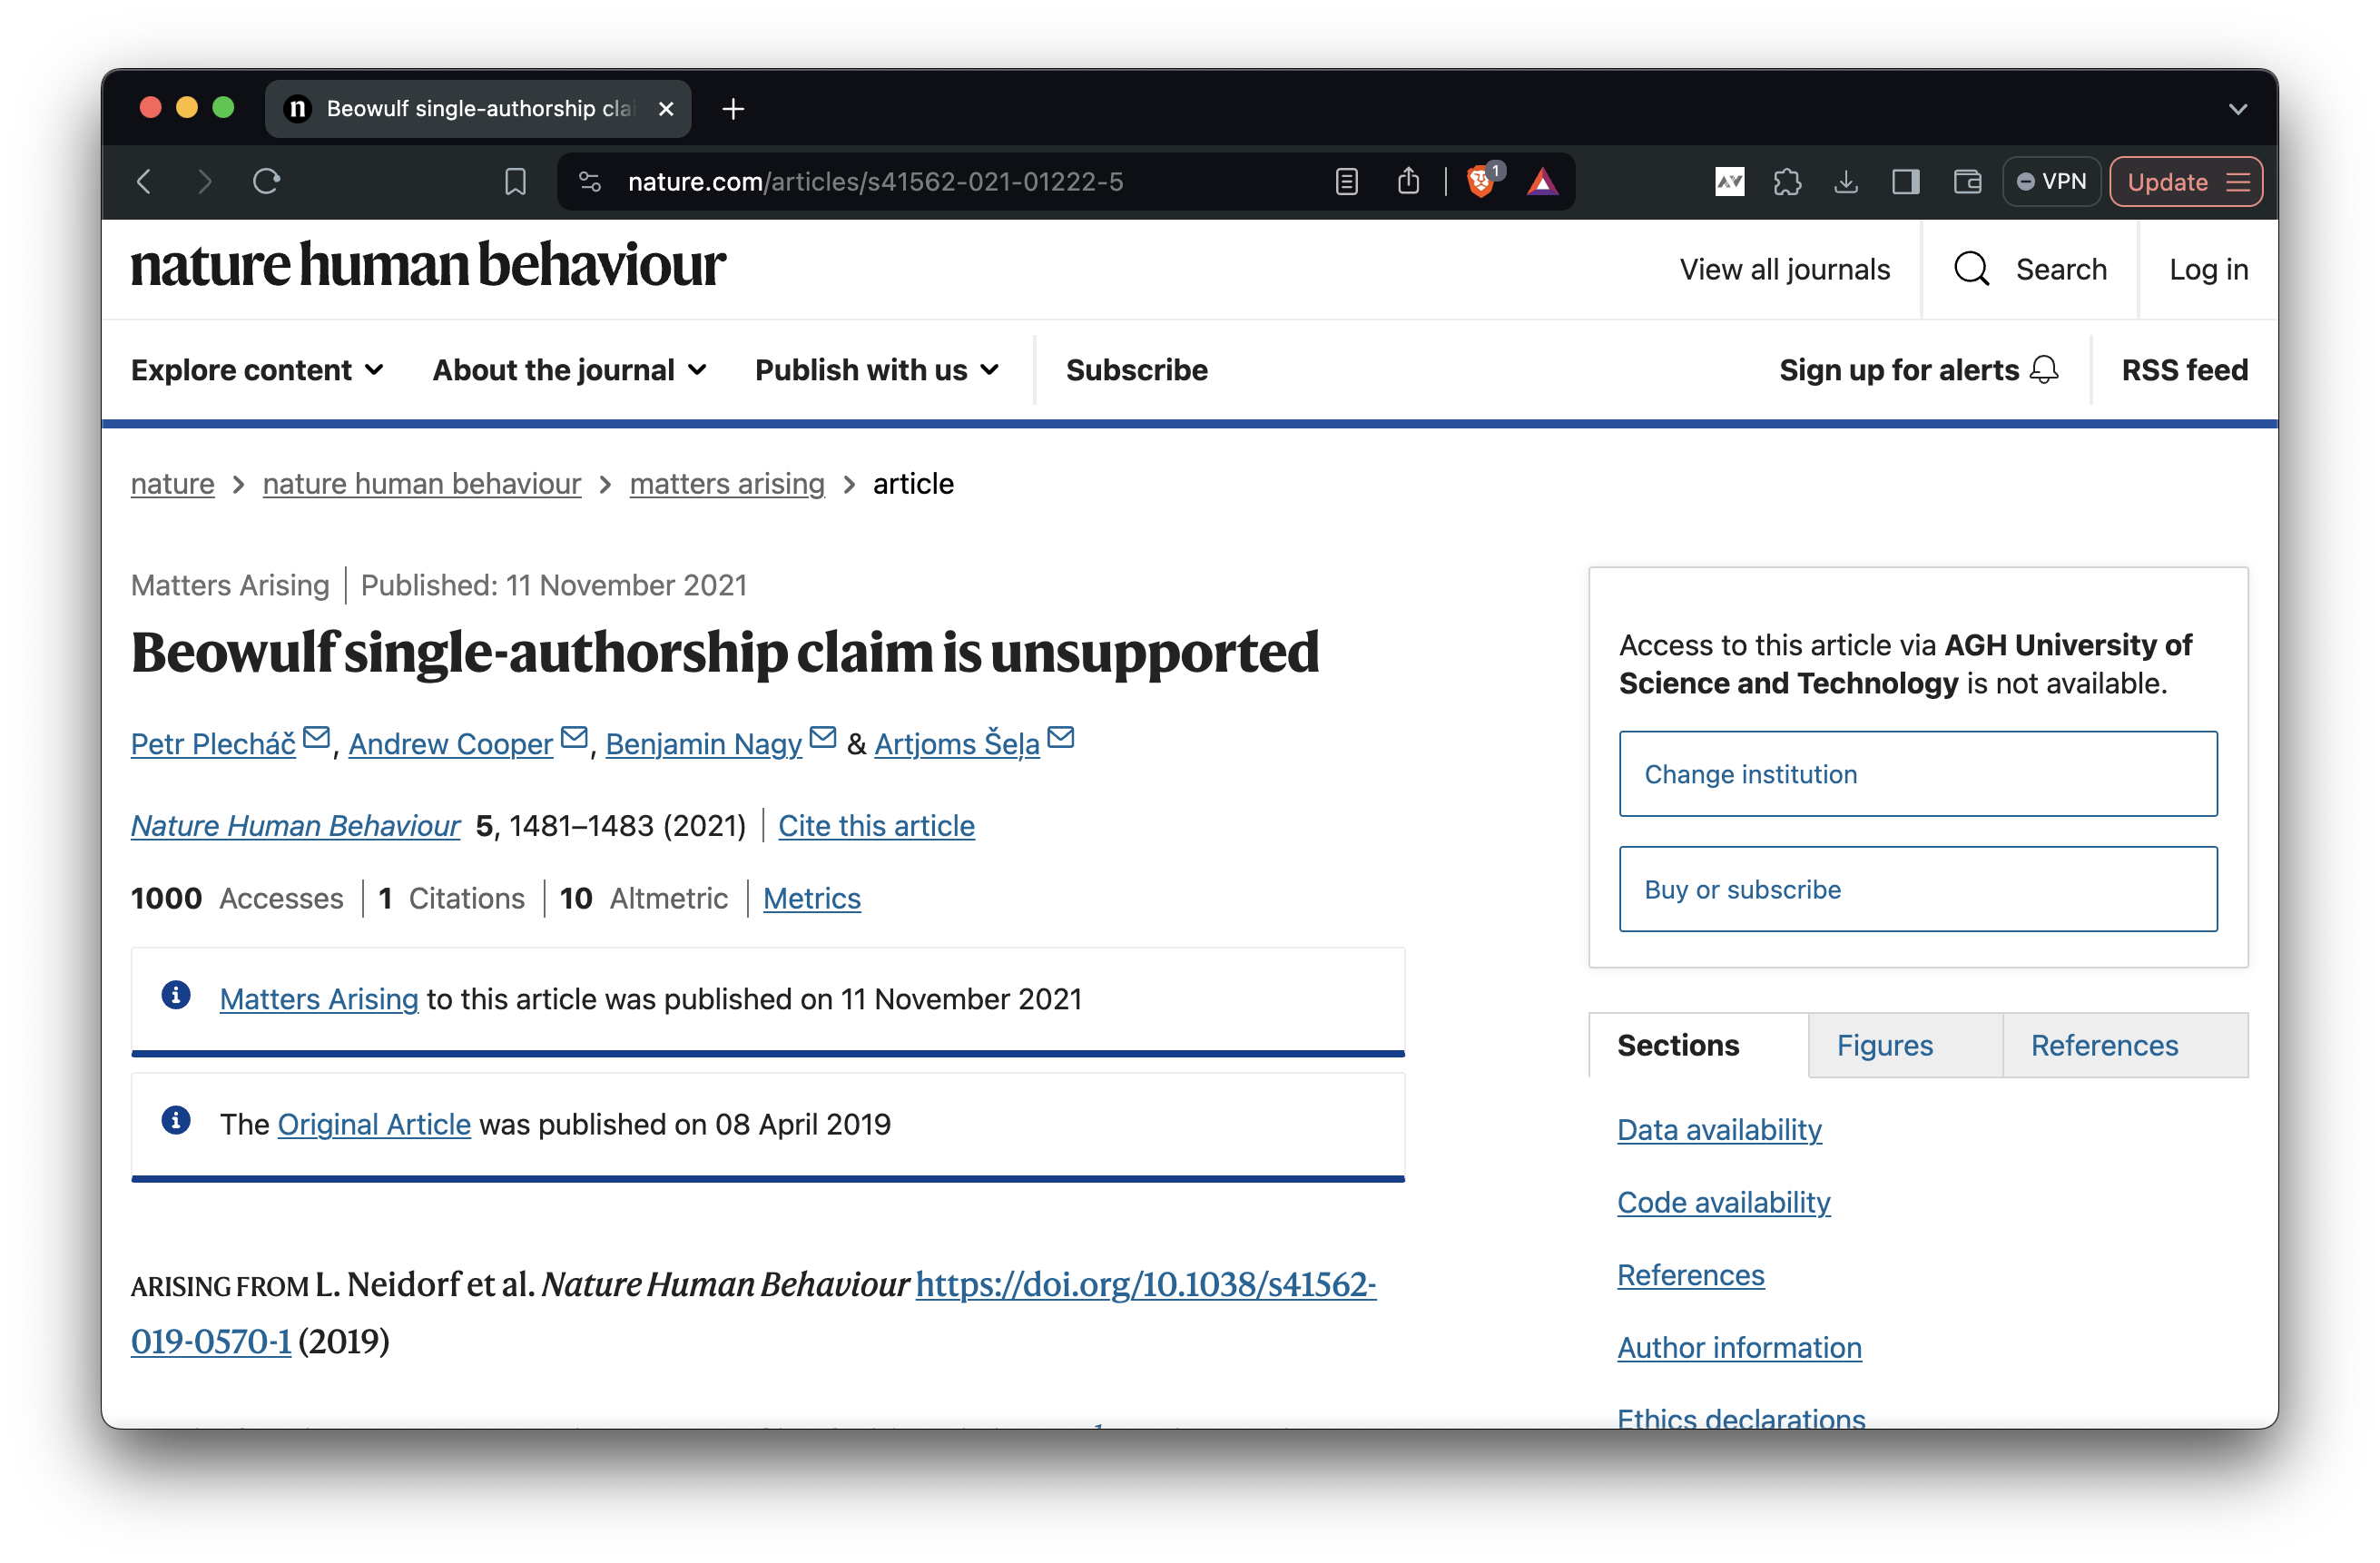 n Beowulf single-authorship cla
nature.com/articles/s41562-021-01222-5
1
VPN
Update
nature human behaviour
View all journals
Search
Log in
Explore content
About the journal
Publish with us
Subscribe
Sign up for alerts
RSS feed
nature > nature human behaviour > matters arising > article
Matters Arising | Published: 11 November 2021
Beowulf single-authorship claim is unsupported
Petr Plecháč, Andrew Cooper, Benjamin Nagy & Artjoms Šeļa
Nature Human Behaviour 5, 1481–1483 (2021) | Cite this article
1000 Accesses | 1 Citations | 10 Altmetric | Metrics
Matters Arising to this article was published on 11 November 2021
The Original Article was published on 08 April 2019
ARISING FROM L. Neidorf et al. Nature Human Behaviour https://doi.org/10.1038/s41562-
019-0570-1 (2019)
Access to this article via AGH University of
Science and Technology is not available.
Change institution
Buy or subscribe
Sections
Figures
References
Data availability
Code availability
References
Author information
Ethics declarations